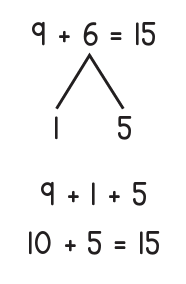 9 + 6 = 15
1 5
9 + 1 + 5
10 + 5 = 15